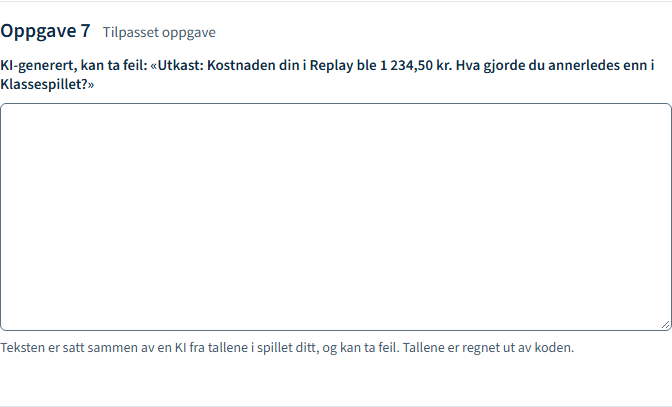 Oppgave 7 Tilpasset oppgave
KI-generert, kan ta feil: «Utkast: Kostnaden din i Replay ble 1 234,50 kr. Hva gjorde du annerledes enn i
Klassespillet?»
Teksten er satt sammen av en KI fra tallene i spillet ditt, og kan ta feil. Tallene er regnet ut av koden.